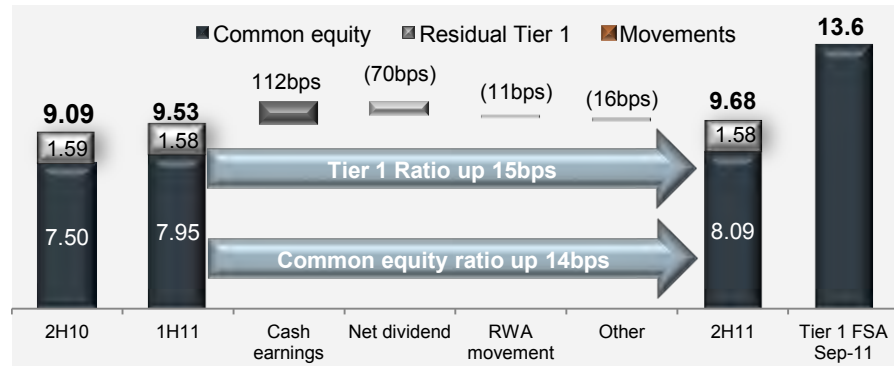 Common equity Residual Tier 1 Movements
13.6
112bps
(70bps)
(11bps)
(16bps)
9.09
9.53
9.68
1.59
1.58
1.58
Tier 1 Ratio up 15bps
7.50
7.95
8.09
Common equity ratio up 14bps
2H10
1H11
Cash
earnings
Net dividend
RWA
movement
Other
2H11
Tier 1 FSA
Sep-11